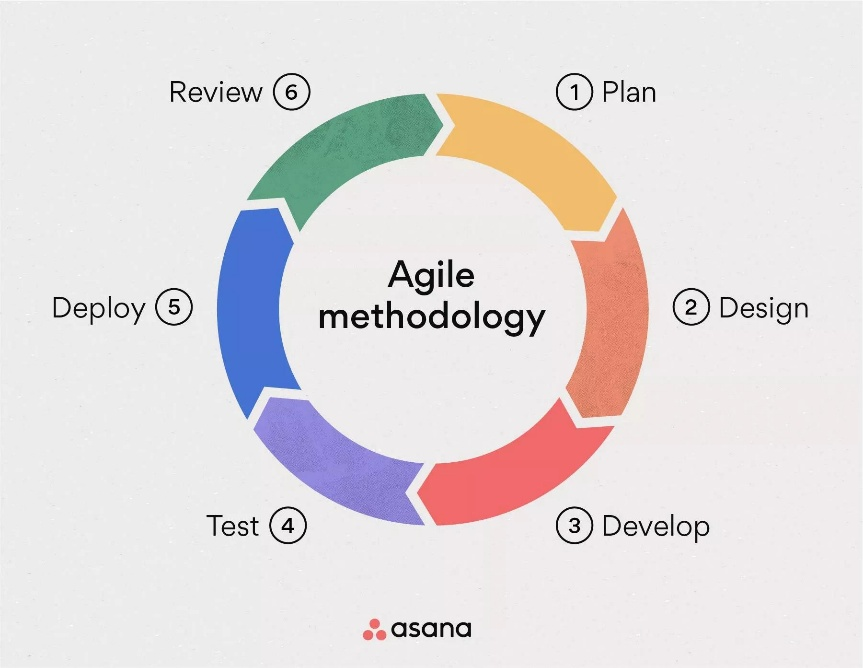 Review 6
1 Plan
Agile
methodology
Deploy 5
2 Design
Test 4
3 Develop
asana